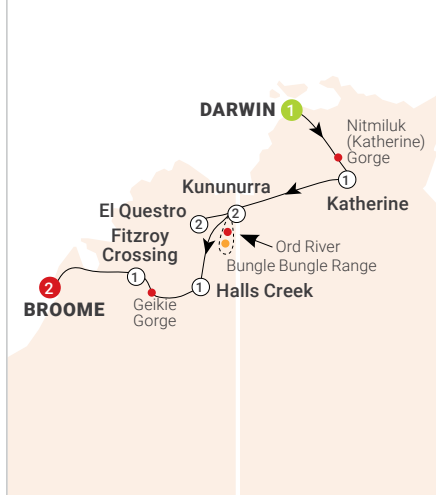 DARWIN 1
Nitmiluk
(Katherine)
Gorge
1
Katherine
Kununurra
2
El Questro
2
Fitzroy
Crossing
1
Ord River
Bungle Bungle Range
Halls Creek
1
2
BROOME
Geikie
Gorge